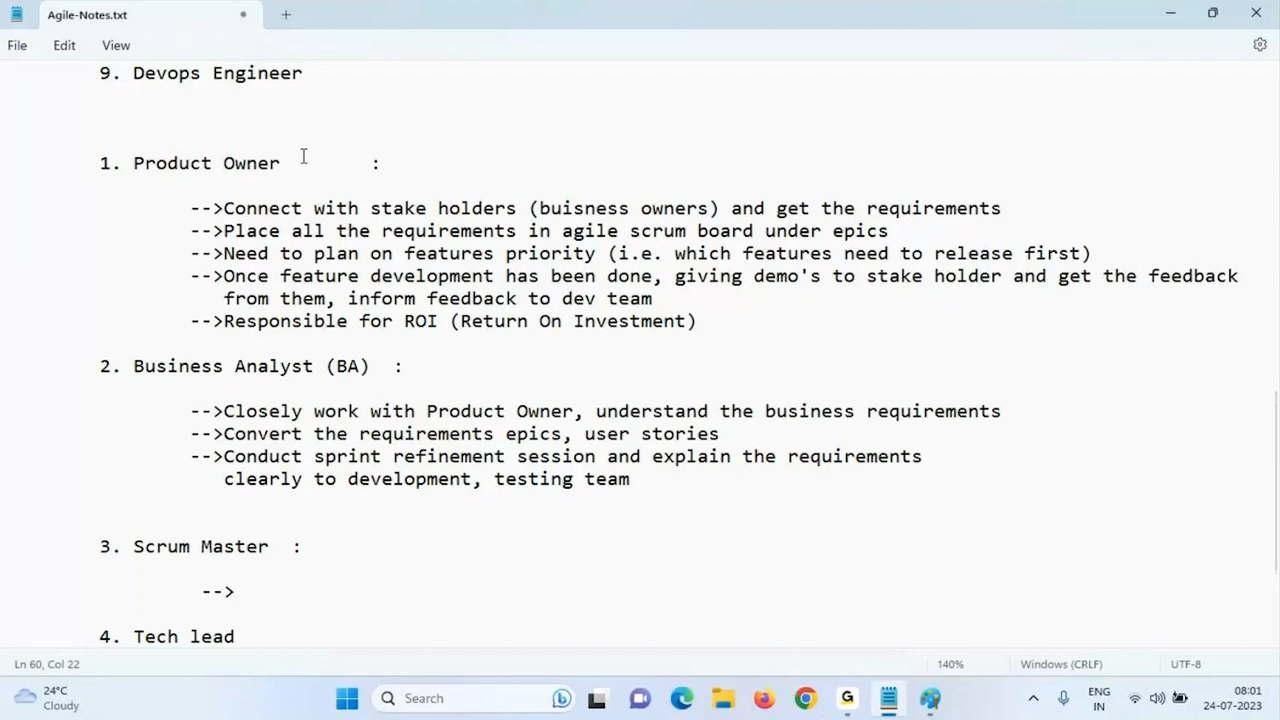 Agile-Notes.txt
File Edit View
9. Devops Engineer
1. Product Owner :
-->Connect with stake holders (buisness owners) and get the requirements
-->Place all the requirements in agile scrum board under epics
-->Need to plan on features priority (i.e. which features need to release first)
-->Once feature development has been done, giving demo's to stake holder and get the feedback
from them, inform feedback to dev team
-->Responsible for ROI (Return On Investment)
2. Business Analyst (BA) :
-->Closely work with Product Owner, understand the business requirements
-->Convert the requirements epics, user stories
-->Conduct sprint refinement session and explain the requirements
clearly to development, testing team
3. Scrum Master :
-->
4. Tech lead
Ln 60, Col 22 140% Windows (CRLF) UTF-8
24°C
Cloudy
Search
G
ENG
IN
08:01
24-07-2023